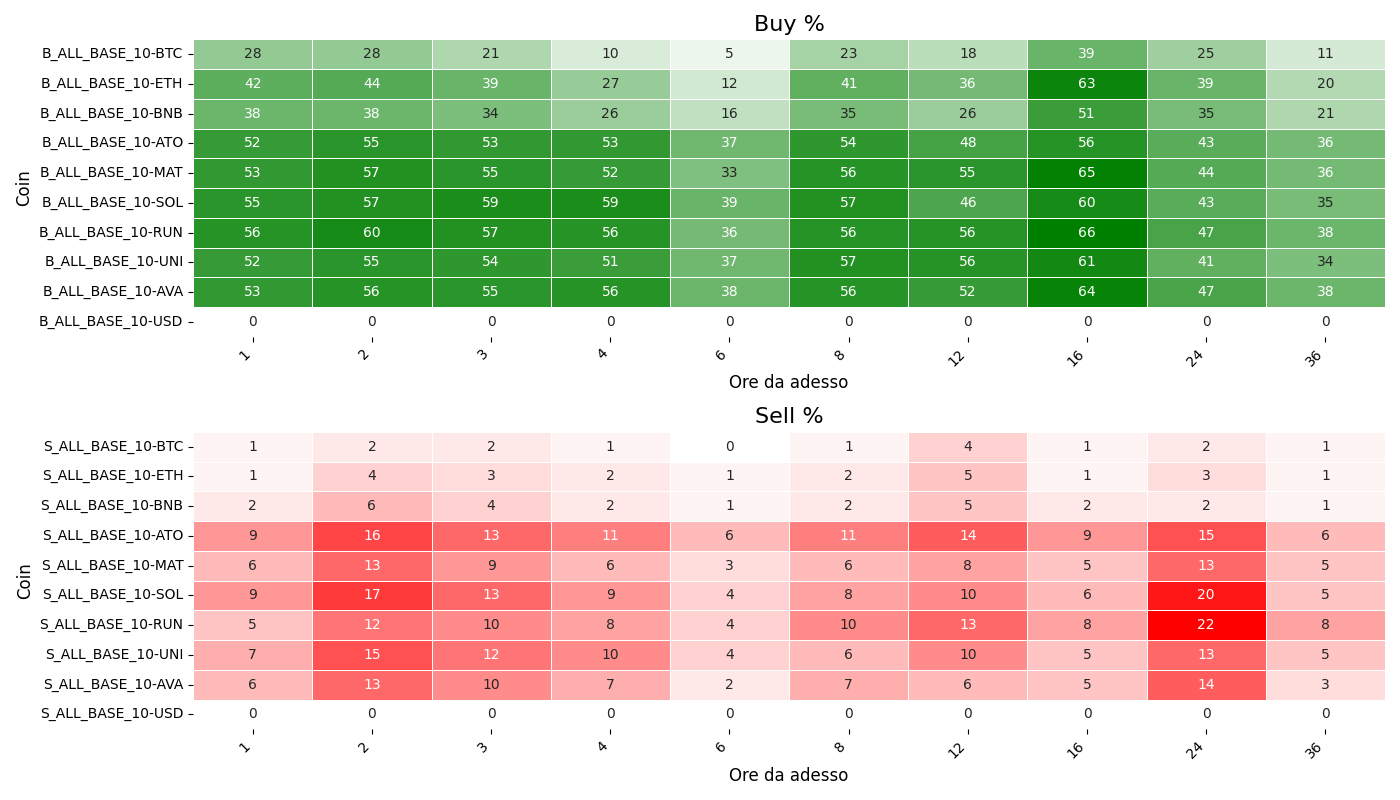 Buy %
Coin
B_ALL_BASE_10-BTC 28 28 21 10 5 23 18 39 25 11
B_ALL_BASE_10-ETH 42 44 39 27 12 41 36 63 39 20
B_ALL_BASE_10-BNB 38 38 34 26 16 35 26 51 35 21
B_ALL_BASE_10-ATO 52 55 53 53 37 54 48 56 43 36
B_ALL_BASE_10-MAT 53 57 55 52 33 56 55 65 44 36
B_ALL_BASE_10-SOL 55 57 59 59 39 57 46 60 43 35
B_ALL_BASE_10-RUN 56 60 57 56 36 56 56 66 47 38
B_ALL_BASE_10-UNI 52 55 54 51 37 57 56 61 41 34
B_ALL_BASE_10-AVA 53 56 55 56 38 56 52 64 47 38
B_ALL_BASE_10-USD 0 0 0 0 0 0 0 0 0 0
1 2 3 4 6 8 12 16 24 36
Ore da adesso
Sell %
Coin
S_ALL_BASE_10-BTC 1 2 2 1 0 1 4 1 2 1
S_ALL_BASE_10-ETH 1 4 3 2 1 2 5 1 3 1
S_ALL_BASE_10-BNB 2 6 4 2 1 2 5 2 2 1
S_ALL_BASE_10-ATO 9 16 13 11 6 11 14 9 15 6
S_ALL_BASE_10-MAT 6 13 9 6 3 6 8 5 13 5
S_ALL_BASE_10-SOL 9 17 13 9 4 8 10 6 20 5
S_ALL_BASE_10-RUN 5 12 10 8 4 10 13 8 22 8
S_ALL_BASE_10-UNI 7 15 12 10 4 6 10 5 13 5
S_ALL_BASE_10-AVA 6 13 10 7 2 7 6 5 14 3
S_ALL_BASE_10-USD 0 0 0 0 0 0 0 0 0 0
1 2 3 4 6 8 12 16 24 36
Ore da adesso